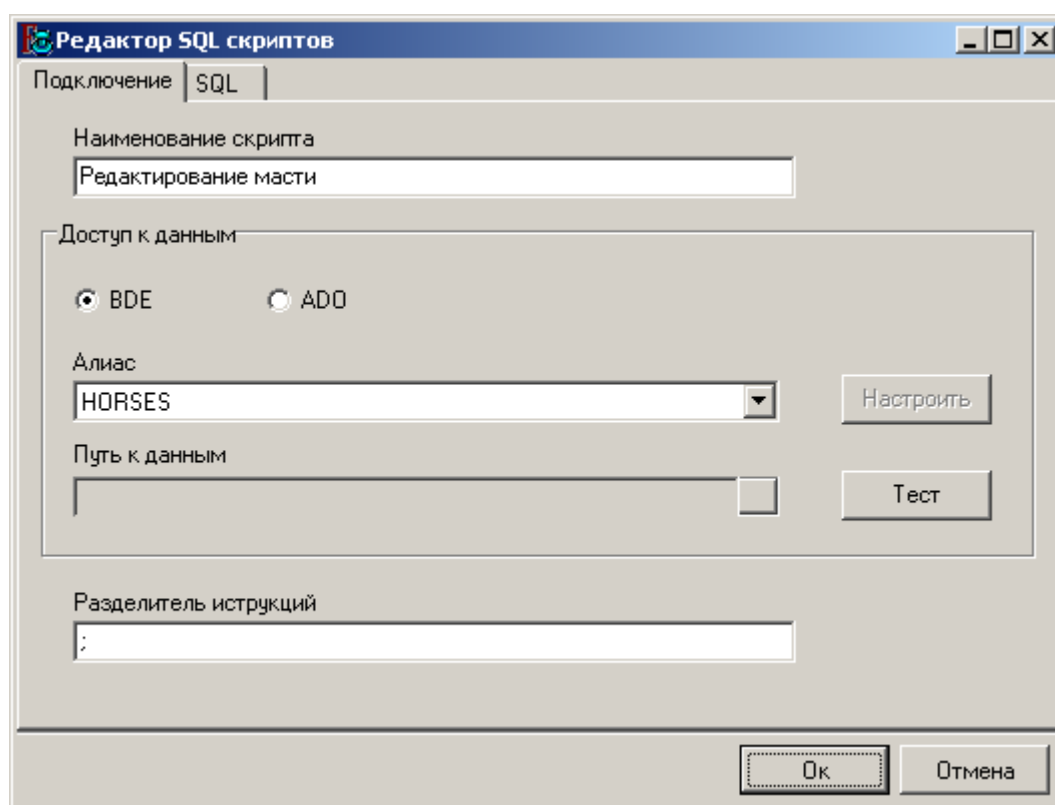 Редактор SQL скриптов
Подключение SQL
Наименование скрипта
Редактирование масти
Доступ к данным
BDE ADO
Алиас
HORSES Настроить
Путь к данным
Тест
Разделитель иструкций
;
Ок Отмена